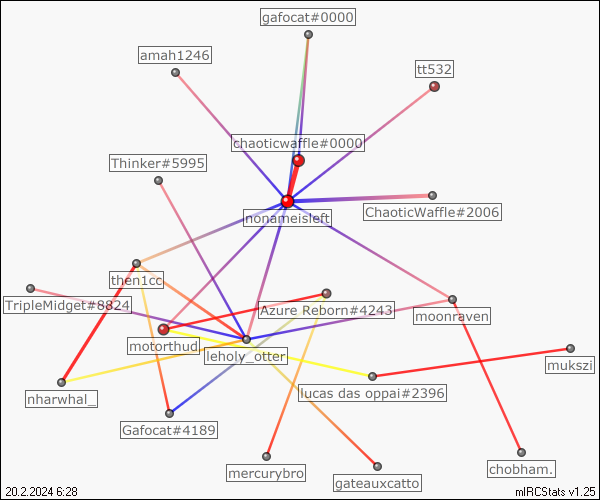 gafocat#0000
amah1246
tt532
chaoticwaffle#0000
Thinker#5995
ChaoticWaffle#2006
nonameisleft
then1cc
TripleMidget#8824
Azure Reborn#4243
moonraven
motorthud
leholy_otter
mukszi
lucas das oppai#2396
nharwhal_
Gafocat#4189
mercurybro
chobham.
gateauxcatto
20.2.2024 6:28
mIRCStats v1.25